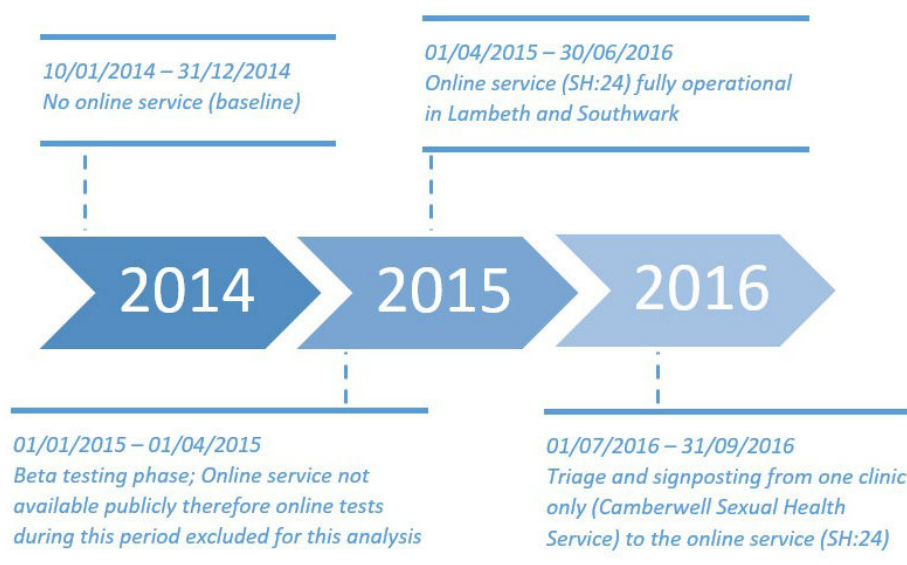 10/01/2014 – 31/12/2014
No online service (baseline)
01/04/2015 – 30/06/2016
Online service (SH:24) fully operational
in Lambeth and Southwark
2014
2015
2016
01/01/2015 – 01/04/2015
Beta testing phase; Online service not
available publicly therefore online tests
during this period excluded for this analysis
01/07/2016 – 31/09/2016
Triage and signposting from one clinic
only (Camberwell Sexual Health
Service) to the online service (SH:24)